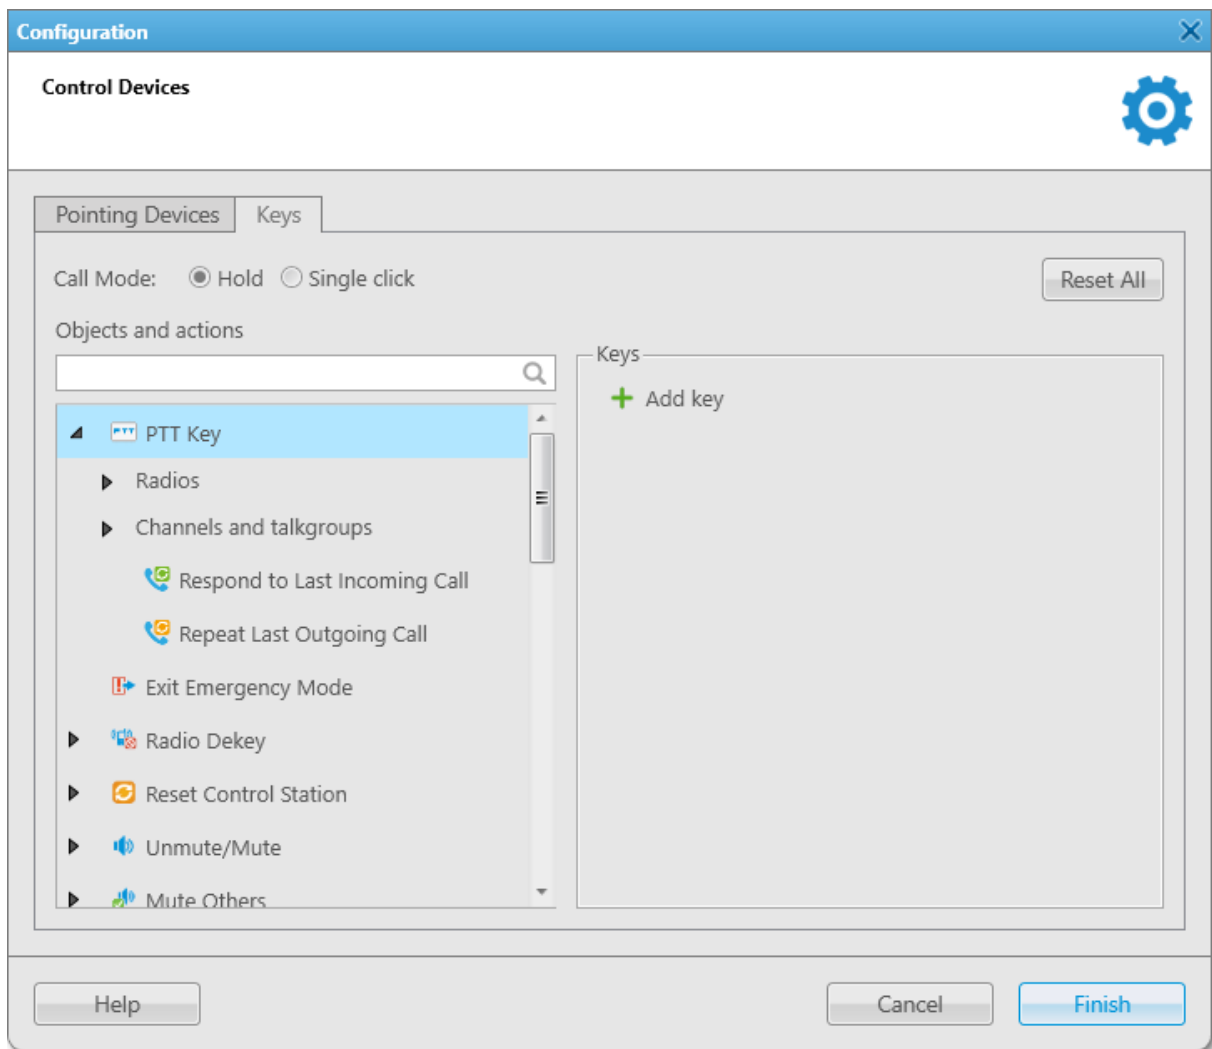 Configuration
Control Devices
Pointing Devices Keys
Call Mode: Hold Single click Reset All
Objects and actions
Keys
Add key
PTT PTT Key
Radios
Channels and talkgroups
Respond to Last Incoming Call
Repeat Last Outgoing Call
Exit Emergency Mode
Radio Dekey
Reset Control Station
Unmute/Mute
Mute Others
Help Cancel Finish